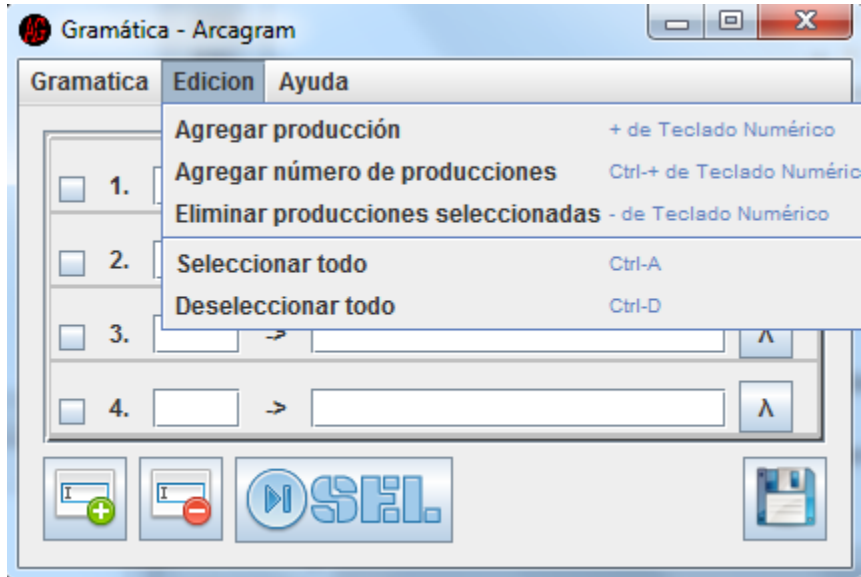 AG Gramática - Arcagram
Gramatica Edicion Ayuda
Agregar producción + de Teclado Numérico
Agregar número de producciones Ctrl-+ de Teclado Numéric
Eliminar producciones seleccionadas - de Teclado Numérico
Seleccionar todo Ctrl-A
Deseleccionar todo Ctrl-D
1.
2.
3. -> λ
4. -> λ
SEL